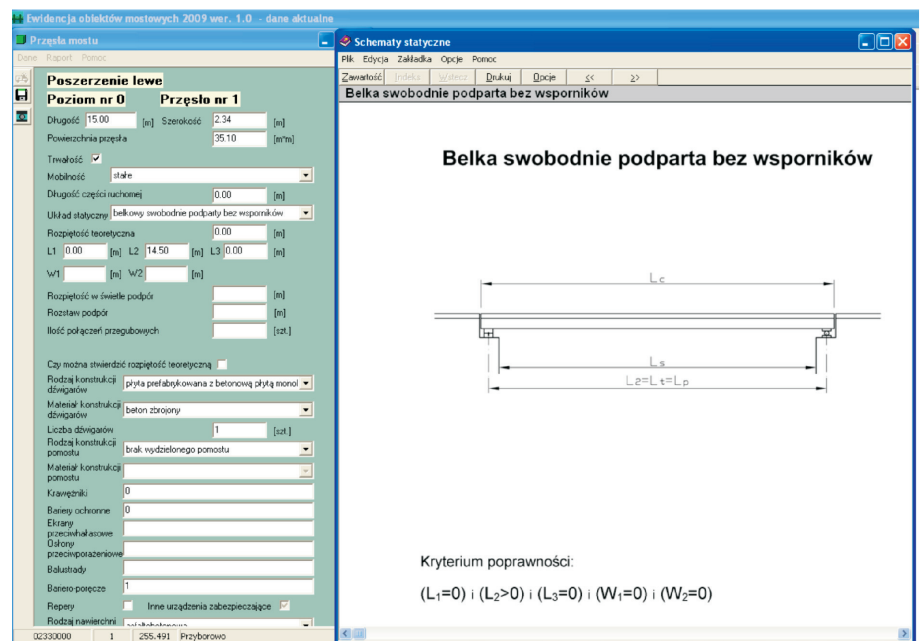 Ewidencja obiektów mostowych 2009 wer. 1.0 - dane aktualne
Przęsła mostu
Dane Raport Pomoc
Poszerzenie lewe
Poziom nr 0 Przęsło nr 1
Długość 15.00 [m] Szerokość 2.34 [m]
Powierzchnia przęsła 35.10 [m*m]
Trwałość
Mobilność stałe
Długość części ruchomej 0.00 [m]
Układ statyczny belkowy swobodnie podparty bez wsporników
Rozpiętość teoretyczna 0.00 [m]
L1 0.00 [m] L2 14.50 [m] L3 0.00 [m]
W1 [m] W2 [m]
Rozpiętość w świetle podpór [m]
Rozstaw podpór [m]
Ilość połączeń przegubowych [szt.]
Czy można stwierdzić rozpiętość teoretyczną
Rodzaj konstrukcji dźwigarów płyta prefabrykowana z betonową płytą monol
Materiał konstrukcji dźwigarów beton zbrojony
Liczba dźwigarów 1 [szt.]
Rodzaj konstrukcji pomostu brak wydzielonego pomostu
Materiał konstrukcji pomostu
Krawężniki 0
Bariery ochronne 0
Ekrany przeciwhałasowe
Osłony przeciwporażeniowe
Balustrady
Bariero-poręcze 1
Repery Inne urządzenia zabezpieczające
Rodzaj nawierzchni asfaltobetonowa
02330000 1 255.491 Przyborowo
Schematy statyczne
Plik Edycja Zakładka Opcje Pomoc
Zawartość Indeks Wstecz Drukuj Opcje << >>
Belka swobodnie podparta bez wsporników
Belka swobodnie podparta bez wsporników
Lc
Ls
L2=Lt=Lp
Kryterium poprawności:
(L₁=0) i (L₂>0) i (L₃=0) i (W₁=0) i (W₂=0)